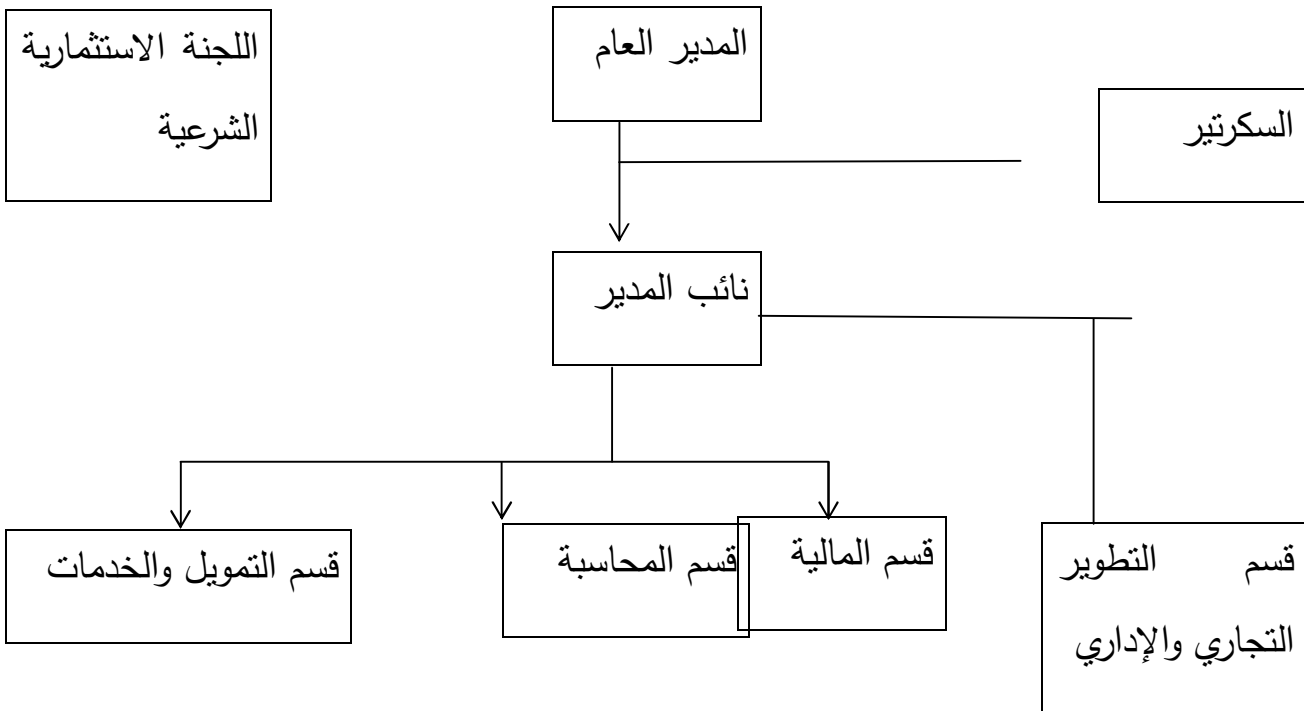 المدير العام
اللجنة الاستثمارية
الشرعية
السكرتير
نائب المدير
قسم التطوير
التجاري والإداري
قسم المالية
قسم المحاسبة
قسم التمويل والخدمات